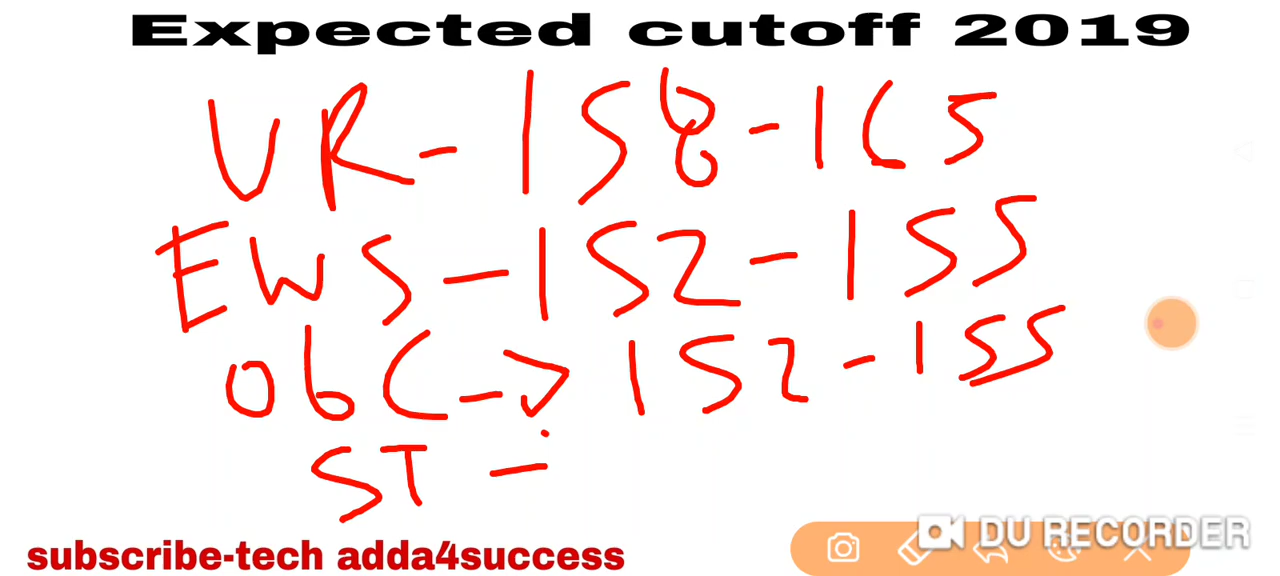 Expected cutoff 2019
UR - 158 - 165
EWS - 152 - 155
ObC -> 152 - 155
ST -
subscribe-tech adda4success
DU RECORDER